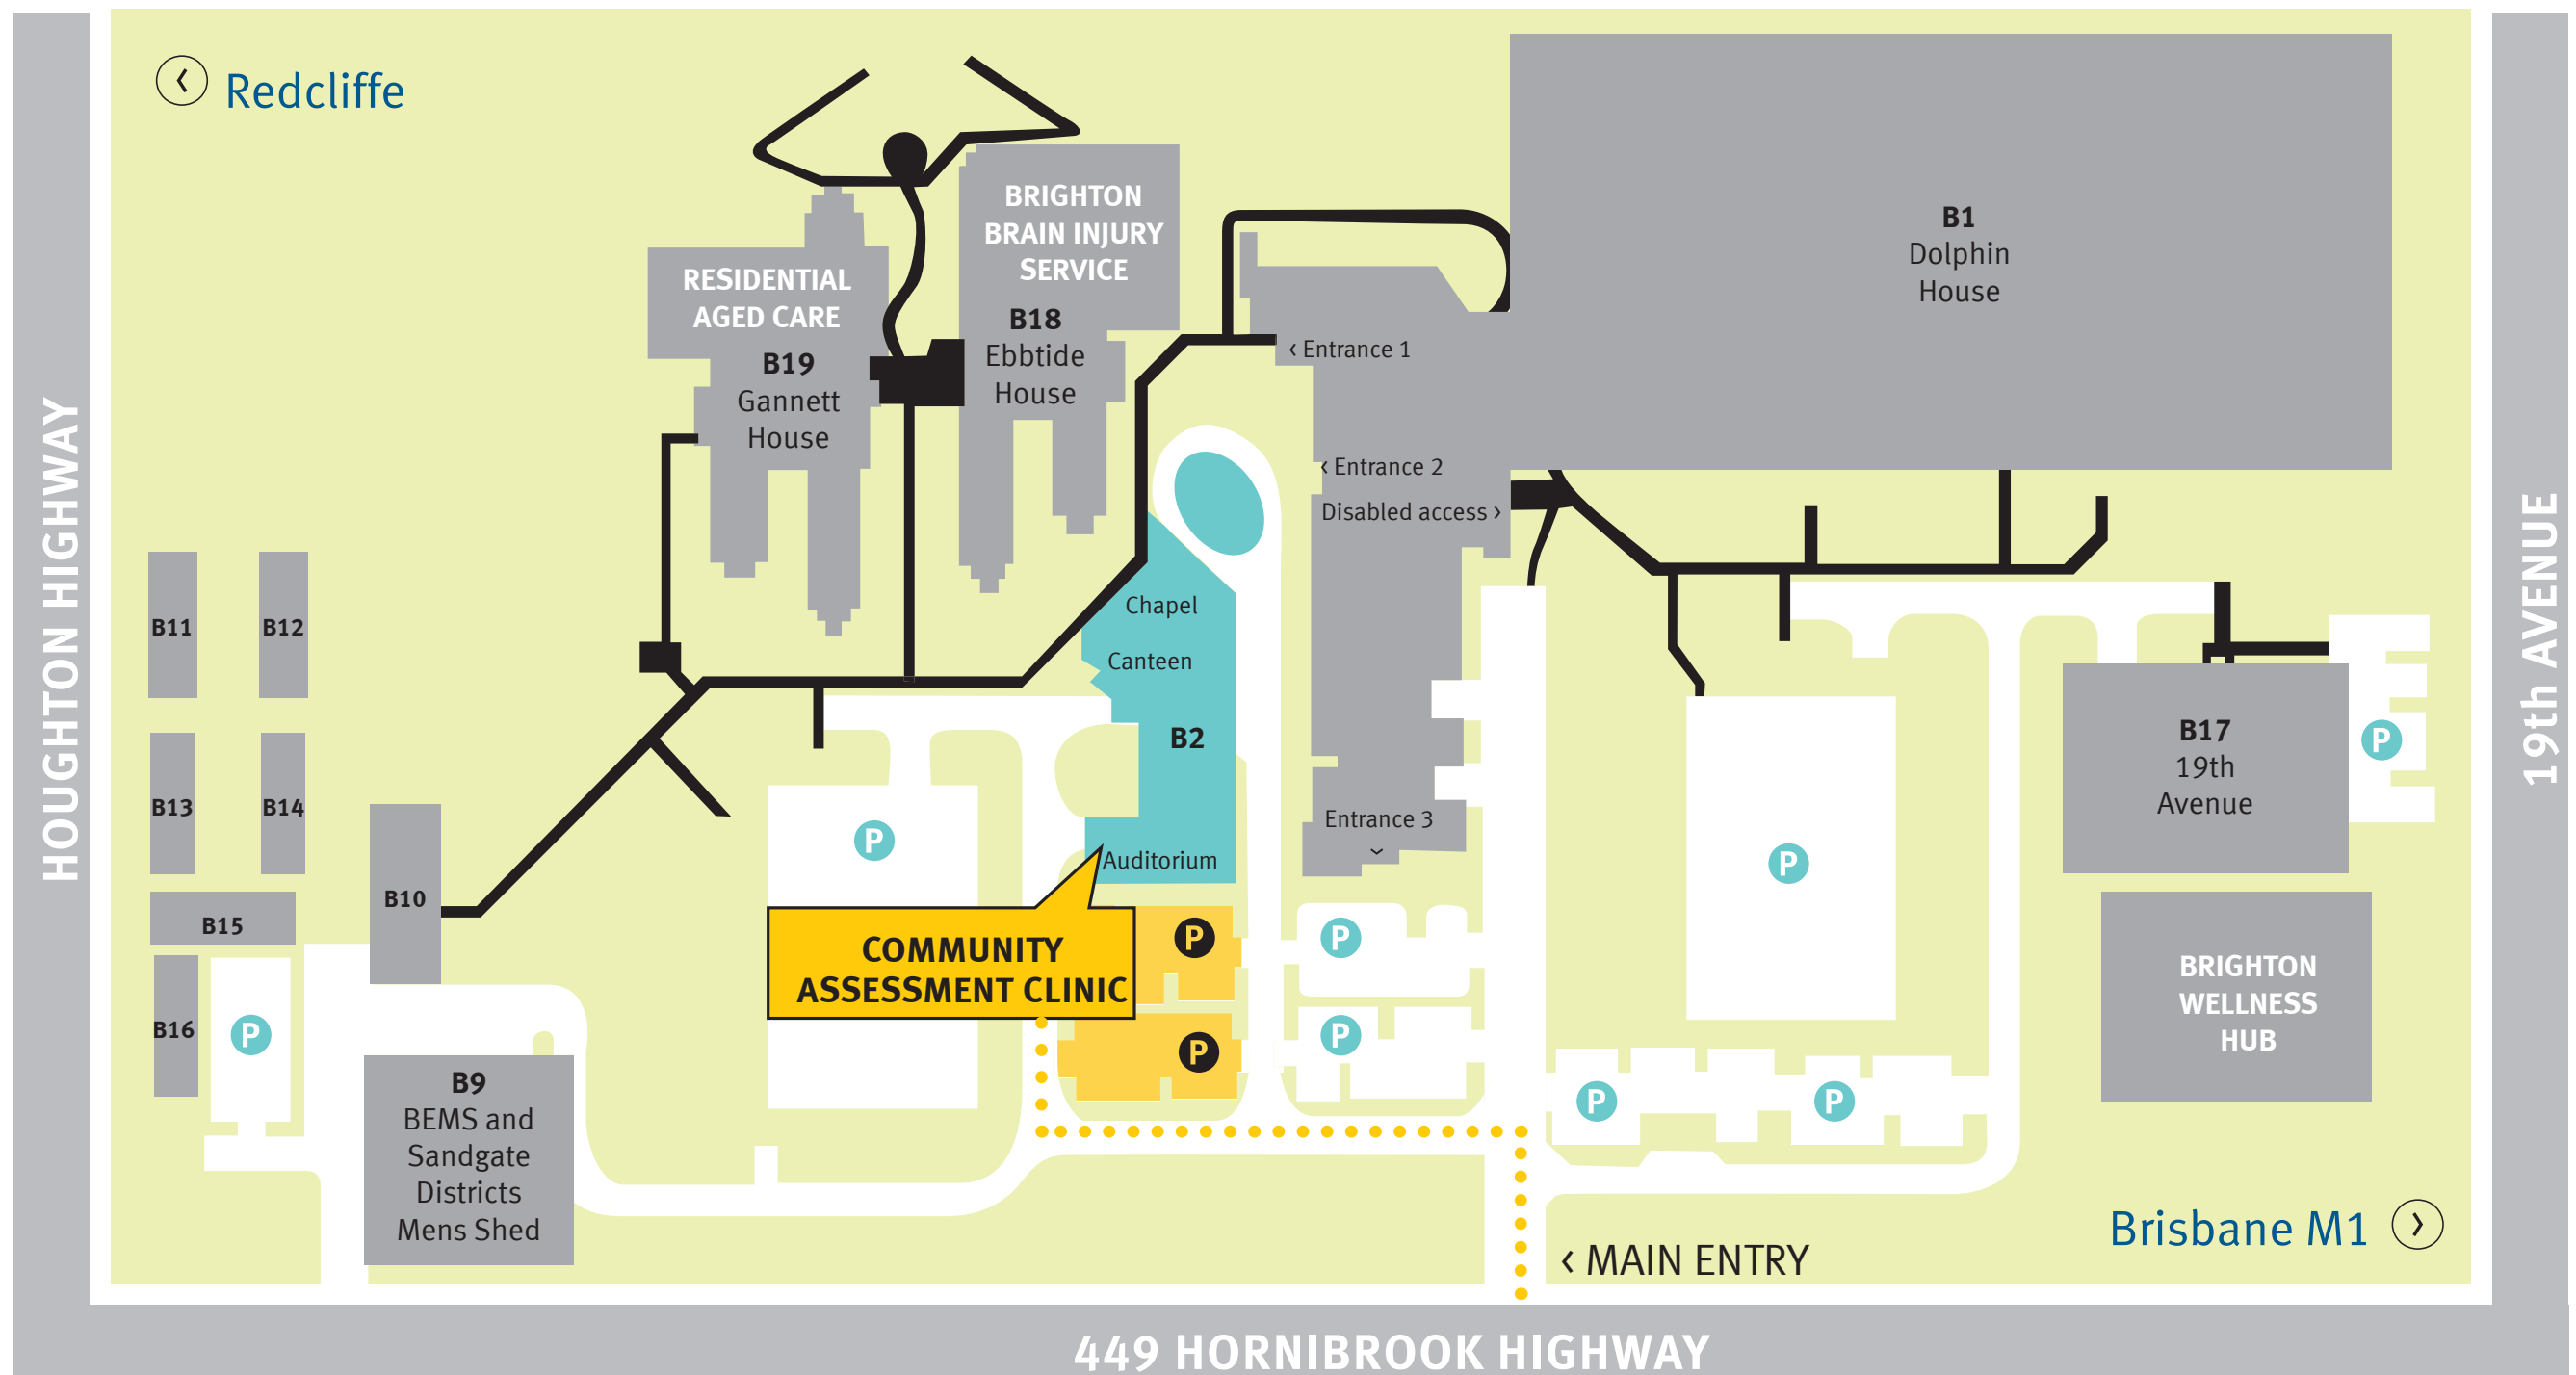 ‹ Redcliffe
HOUGHTON HIGHWAY
19th AVENUE
BRIGHTON
BRAIN INJURY
SERVICE
B18
Ebbtide
House
RESIDENTIAL
AGED CARE
B19
Gannett
House
B1
Dolphin
House
‹ Entrance 1
‹ Entrance 2
Disabled access ›
Entrance 3
⌄
Chapel
Canteen
B2
Auditorium
B11
B12
B13
B14
B15
B16
B10
P
B9
BEMS and
Sandgate
Districts
Mens Shed
P
COMMUNITY
ASSESSMENT CLINIC
P
P
P
P
P
P
P
B17
19th
Avenue
P
BRIGHTON
WELLNESS
HUB
Brisbane M1 ›
‹ MAIN ENTRY
449 HORNIBROOK HIGHWAY